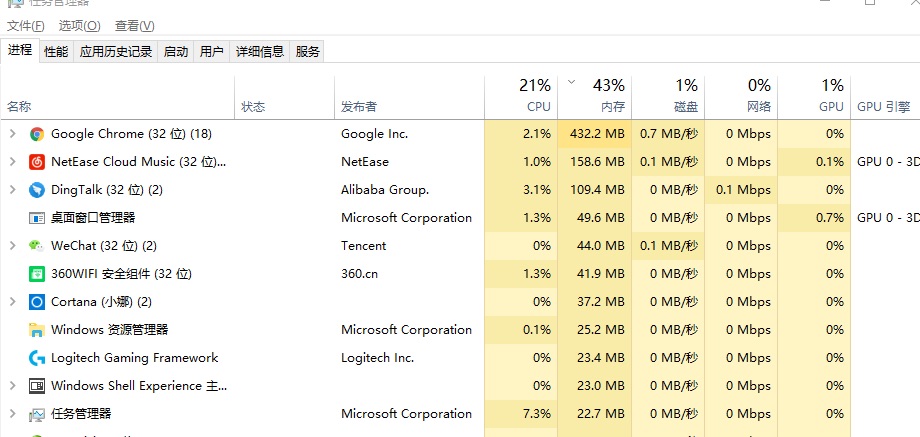 任务管理器
文件(F) 选项(O) 查看(V)
进程 性能 应用历史记录 启动 用户 详细信息 服务
21% 43% 1% 0% 1%
名称 状态 发布者 CPU 内存 磁盘 网络 GPU GPU 引擎
Google Chrome (32 位) (18) Google Inc. 2.1% 432.2 MB 0.7 MB/秒 0 Mbps 0%
NetEase Cloud Music (32 位)... NetEase 1.0% 158.6 MB 0.1 MB/秒 0 Mbps 0.1% GPU 0 - 3D
DingTalk (32 位) (2) Alibaba Group. 3.1% 109.4 MB 0 MB/秒 0.1 Mbps 0%
桌面窗口管理器 Microsoft Corporation 1.3% 49.6 MB 0 MB/秒 0 Mbps 0.7% GPU 0 - 3D
WeChat (32 位) (2) Tencent 0% 44.0 MB 0.1 MB/秒 0 Mbps 0%
360WIFI 安全组件 (32 位) 360.cn 1.3% 41.9 MB 0 MB/秒 0 Mbps 0%
Cortana (小娜) (2) 0% 37.2 MB 0 MB/秒 0 Mbps 0%
Windows 资源管理器 Microsoft Corporation 0.1% 25.2 MB 0 MB/秒 0 Mbps 0%
Logitech Gaming Framework Logitech Inc. 0% 23.4 MB 0 MB/秒 0 Mbps 0%
Windows Shell Experience 主... 0% 23.0 MB 0 MB/秒 0 Mbps 0%
任务管理器 Microsoft Corporation 7.3% 22.7 MB 0 MB/秒 0 Mbps 0%